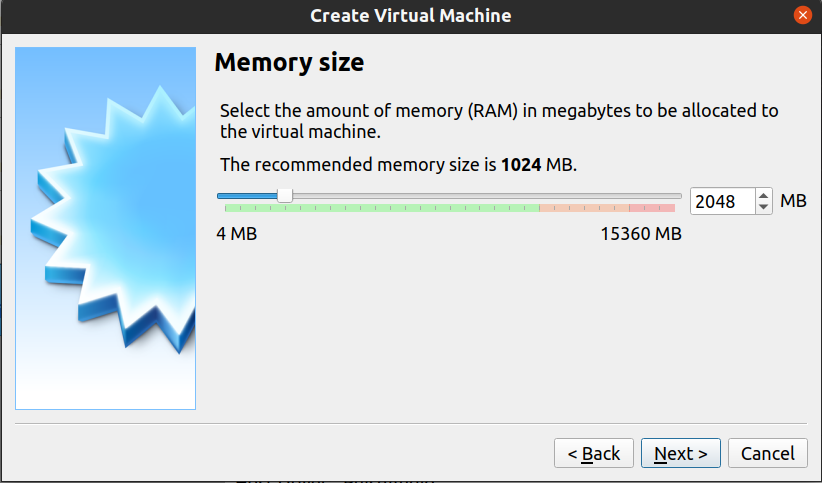 Create Virtual Machine
Memory size
Select the amount of memory (RAM) in megabytes to be allocated to
the virtual machine.
The recommended memory size is 1024 MB.
2048 MB
4 MB 15360 MB
< Back Next > Cancel